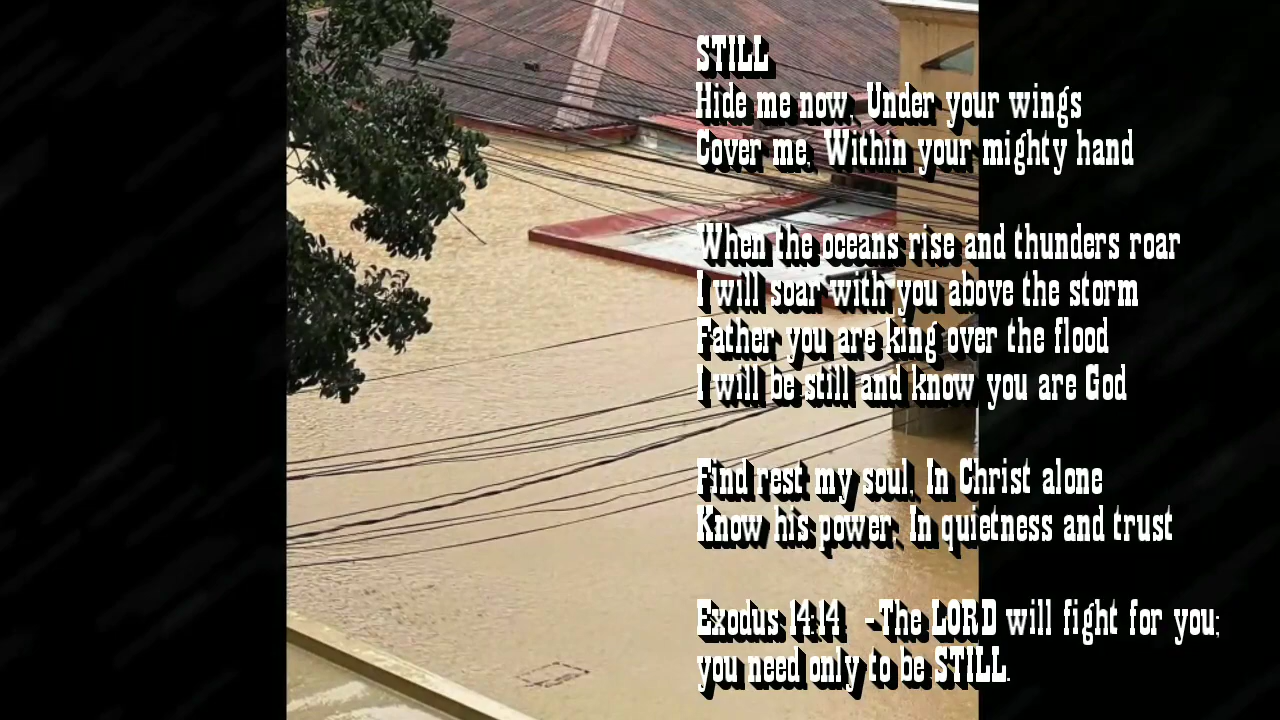 STILL
Hide me now, Under your wings
Cover me, Within your mighty hand
When the oceans rise and thunders roar
I will soar with you above the storm
Father you are king over the flood
I will be still and know you are God
Find rest my soul, In Christ alone
Know his power, In quietness and trust
Exodus 14:14 -The LORD will fight for you;
you need only to be STILL.